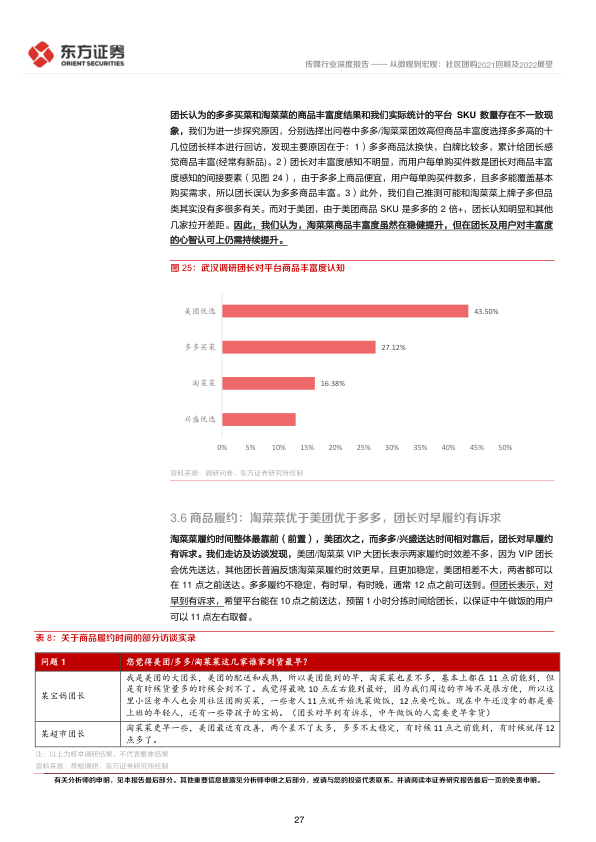 东方证券
ORIENT SECURITIES
传媒行业深度报告 —— 从微观到宏观：社区团购2021回顾及2022展望
团长认为的多多买菜和淘菜菜的商品丰富度结果和我们实际统计的平台 SKU 数量存在不一致现
象，我们为进一步探究原因，分别选择出问卷中多多/淘菜菜团效高但商品丰富度选择多多高的十
几位团长样本进行回访，发现主要原因在于：1）多多商品汰换快，白牌比较多，累计给团长感
觉商品丰富(经常有新品)。2）团长对丰富度感知不明显，而用户每单购买件数是团长对商品丰富
度感知的间接要素（见图 24），由于多多上商品便宜，用户每单购买件数多，且多多能覆盖基本
购买需求，所以团长误认为多多商品丰富。3）此外，我们自己推测可能和淘菜菜上牌子多但品
类其实没有多很多有关。而对于美团，由于美团商品 SKU 是多多的 2 倍+，团长认知明显和其他
几家拉开差距。因此，我们认为，淘菜菜商品丰富度虽然在稳健提升，但在团长及用户对丰富度
的心智认可上仍需持续提升。
图 25：武汉调研团长对平台商品丰富度认知
美团优选
43.50%
多多买菜
27.12%
淘菜菜
16.38%
兴盛优选
0% 5% 10% 15% 20% 25% 30% 35% 40% 45% 50%
资料来源：调研问卷、东方证券研究所绘制
3.6 商品履约：淘菜菜优于美团优于多多，团长对早履约有诉求
淘菜菜履约时间整体最靠前（前置），美团次之，而多多/兴盛送达时间相对靠后，团长对早履约
有诉求。我们走访及访谈发现，美团/淘菜菜 VIP 大团长表示两家履约时效差不多，因为 VIP 团长
会优先送达，其他团长普遍反馈淘菜菜履约时效更早，且更加稳定，美团相差不大，两者都可以
在 11 点之前送达。多多履约不稳定，有时早，有时晚，通常 12 点之前可送到。但团长表示，对
早到有诉求，希望平台能在 10 点之前送达，预留 1 小时分拣时间给团长，以保证中午做饭的用户
可以 11 点左右取餐。
表 8：关于商品履约时间的部分访谈实录
问题 1
您觉得美团/多多/淘菜菜这几家谁家到货最早？
某宝妈团长
我是美团的大团长，美团的配送和我熟，所以美团能到的早，淘菜菜也差不多，基本上都在 11 点前能到，但
是有时候货量多的时候会到不了。我觉得最晚 10 点左右能到最好，因为我们周边的市场不是很方便，所以这
里小区老年人也会用社区团购买菜，一些老人 11 点就开始洗菜做饭，12 点要吃饭。现在中午还没拿的都是要
上班的年轻人，还有一些带孩子的宝妈。（团长对早到有诉求，中午做饭的人需要更早拿货）
某超市团长
淘菜菜更早一些，美团最近有改善，两个差不了太多，多多不太稳定，有时候 11 点之前能到，有时候就得 12
点多了。
注：以上为样本调研结果，不代表整体结果
资料来源：草根调研、东方证券研究所绘制
有关分析师的申明，见本报告最后部分。其他重要信息披露见分析师申明之后部分，或请与您的投资代表联系。并请阅读本证券研究报告最后一页的免责申明。
27